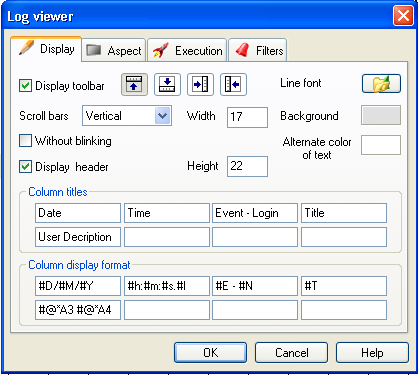 Log viewer
Display Aspect Execution Filters
Display toolbar Line font
Scroll bars Vertical Width 17 Background
Without blinking Alternate color
of text
Display header Height 22
Column titles
Date Time Event - Login Title
User Decription
Column display format
#D/#M/#Y #h:#m:#s.#l #E - #N #T
#@*A3 #@*A4
OK Cancel Help